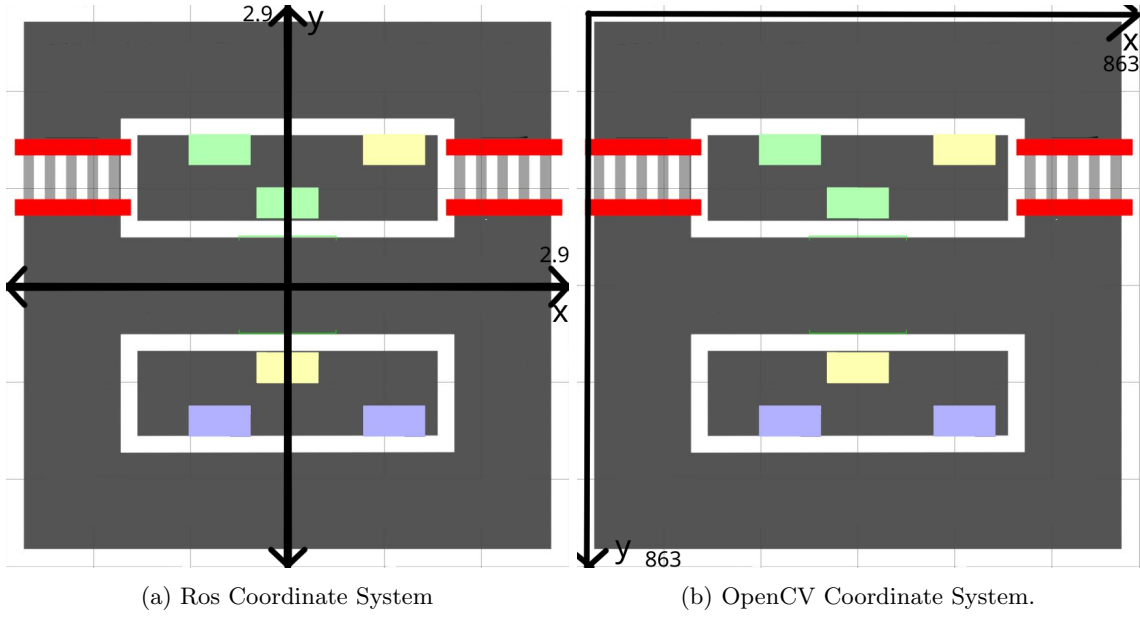 2.9
y
2.9
x
x
863
y
863
(a) Ros Coordinate System
(b) OpenCV Coordinate System.